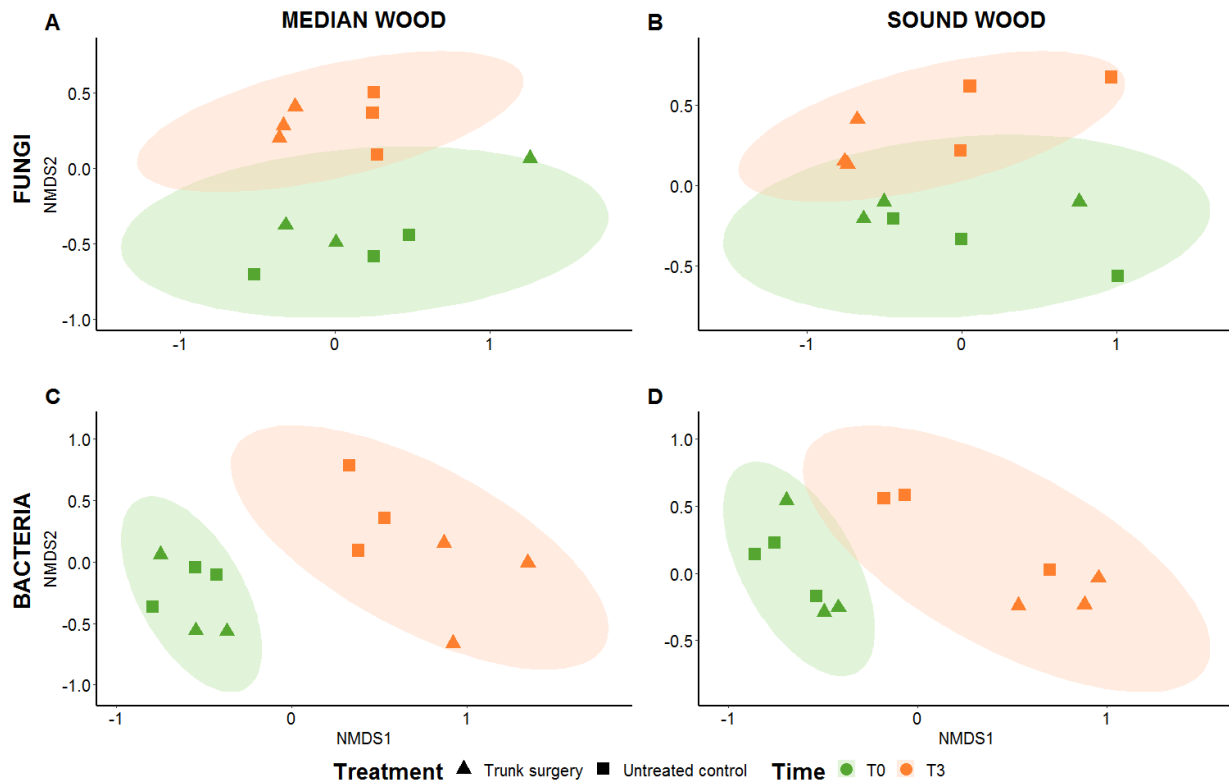 A MEDIAN WOOD
B SOUND WOOD
FUNGI
NMDS2
0.5
0.0
-0.5
-1.0
-1 0 1
0.5
0.0
-0.5
-1 0 1
C
D
BACTERIA
NMDS2
1.0
0.5
0.0
-0.5
-1.0
-1 0 1
1.0
0.5
0.0
-0.5
-1 0 1
NMDS1
NMDS1
Treatment Trunk surgery Untreated control Time T0 T3